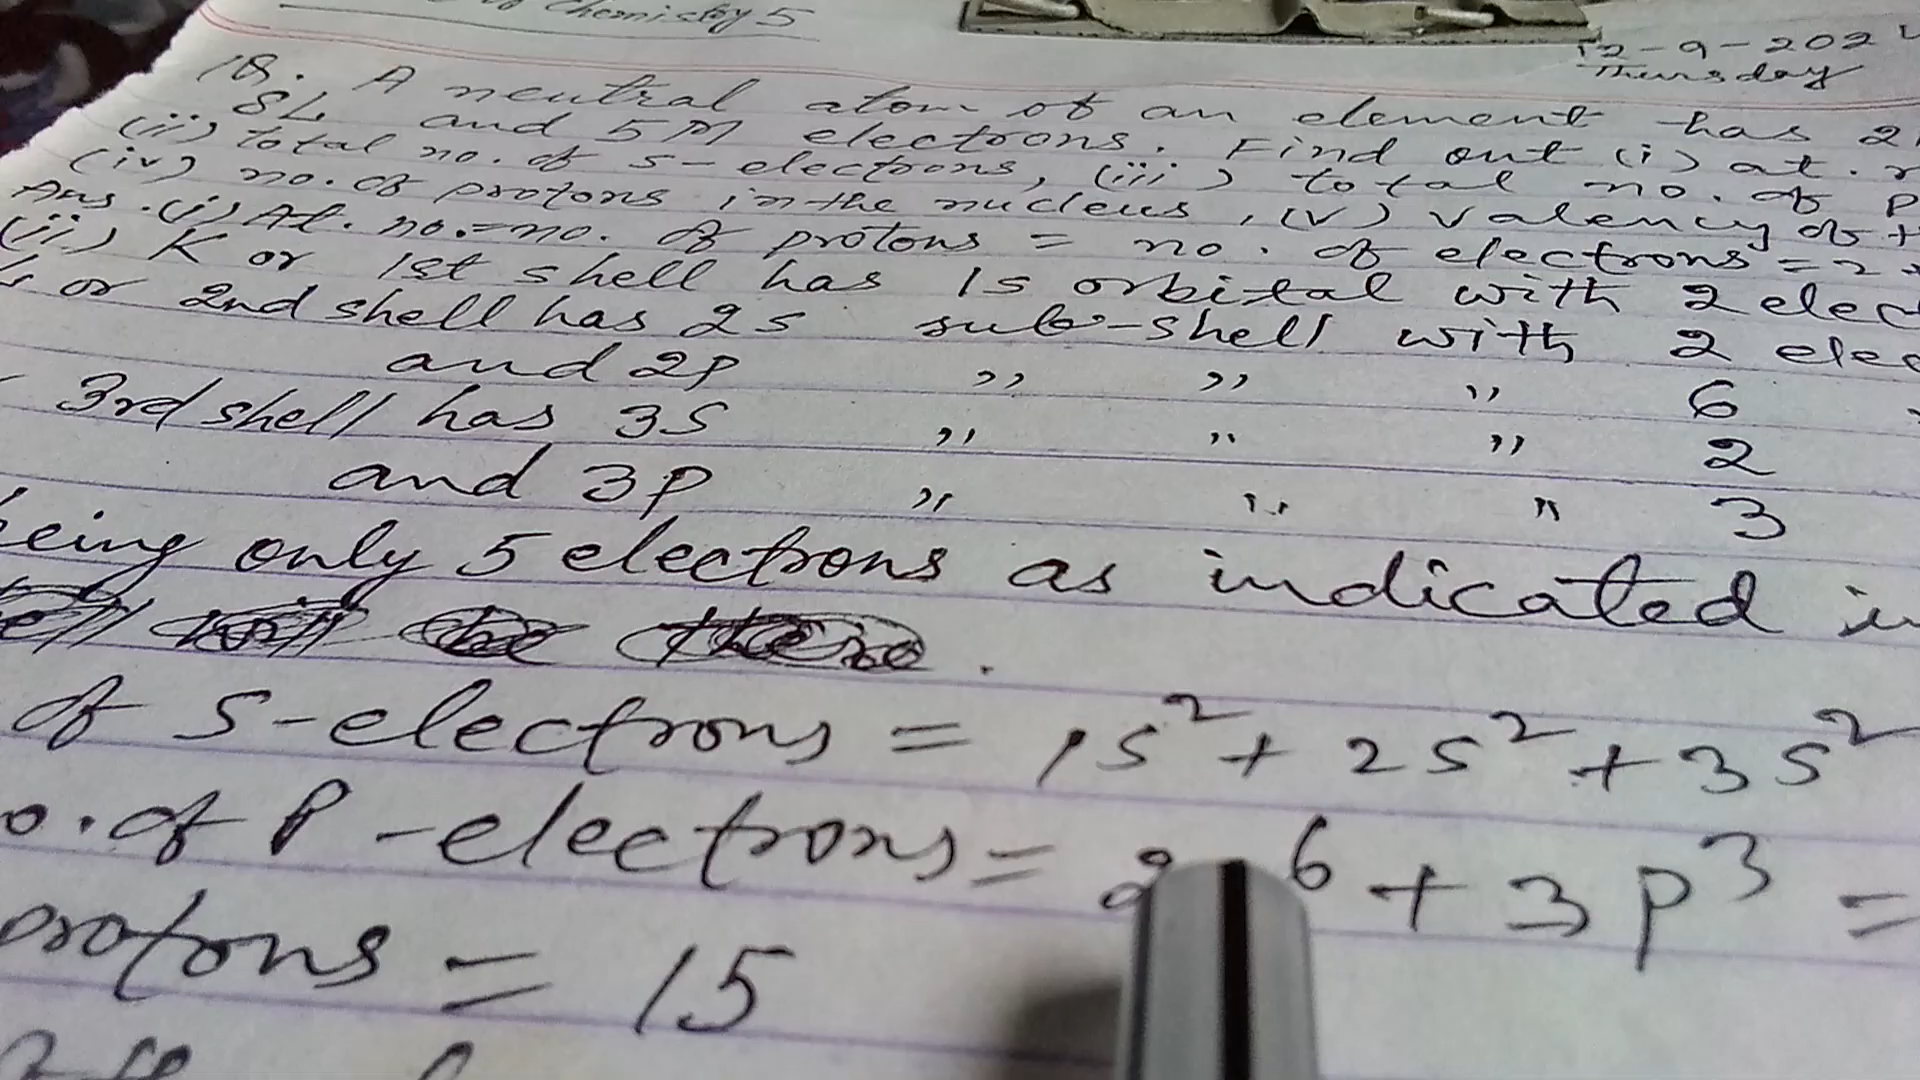 Chemistry 5
12-9-202
Thursday
18. A neutral atom of an element has 2
8L and 5M electrons. Find out (i) at.
(ii) total no. of s-electrons, (iii) total no. of P
(iv) no. of protons in the nucleus, (v) valency of
Ans. (i) At. no. = no. of protons = no. of electrons = 2
(ii) K or 1st shell has 1s orbital with 2 elec
or 2nd shell has 2s sub-shell with 2 elec
and 2p ,, ,, ,, 6
3rd shell has 3s ,, ,, ,, 2
and 3p ,, ,, ,, 3
being only 5 electrons as indicated in
of s-electrons = 1s² + 2s² + 3s²
o. of P-electrons = 2 6 + 3p³ =
protons = 15